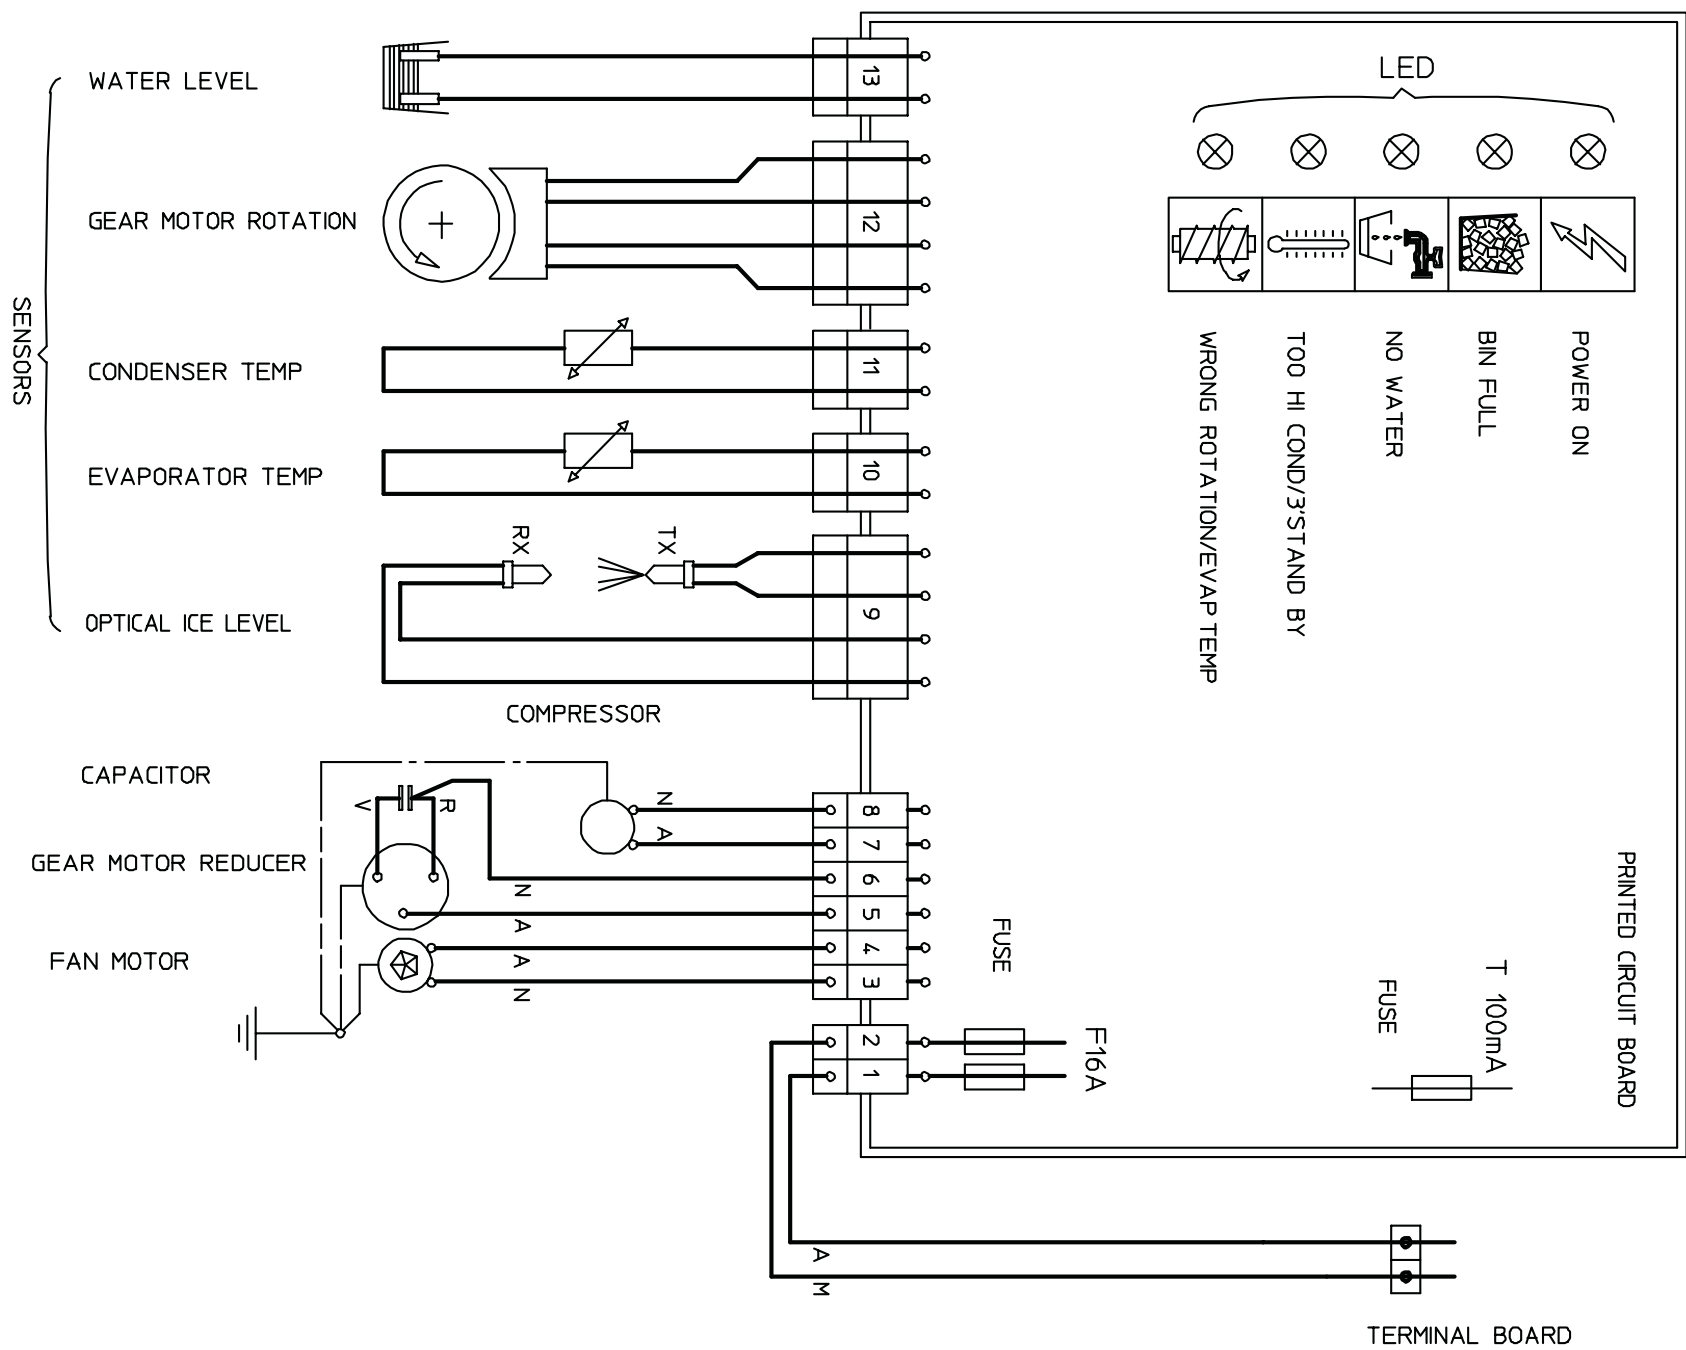 LED
WATER LEVEL
13
GEAR MOTOR ROTATION
12
SENSORS
CONDENSER TEMP
11
EVAPORATOR TEMP
10
RX
TX
OPTICAL ICE LEVEL
9
WRONG ROTATION/EVAP TEMP
TOO HI COND/3'STAND BY
NO WATER
BIN FULL
POWER ON
COMPRESSOR
CAPACITOR
V
R
N
A
8
7
GEAR MOTOR REDUCER
N
A
6
5
FAN MOTOR
A
N
4
3
FUSE
2
1
F16A
FUSE
T 100mA
PRINTED CIRCUIT BOARD
A
M
TERMINAL BOARD